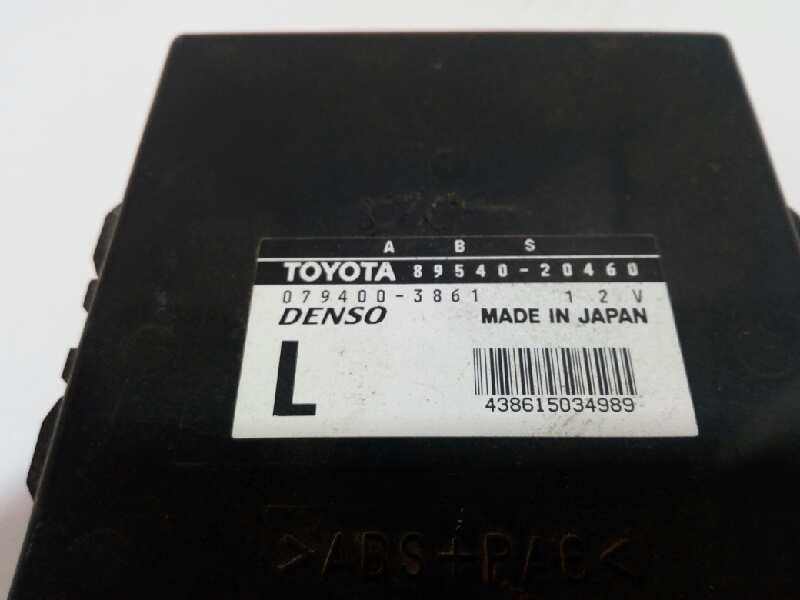 A B S
TOYOTA 89540-20460
079400-3861 12V
DENSO MADE IN JAPAN
L
438615034989
>ABS+PA6<